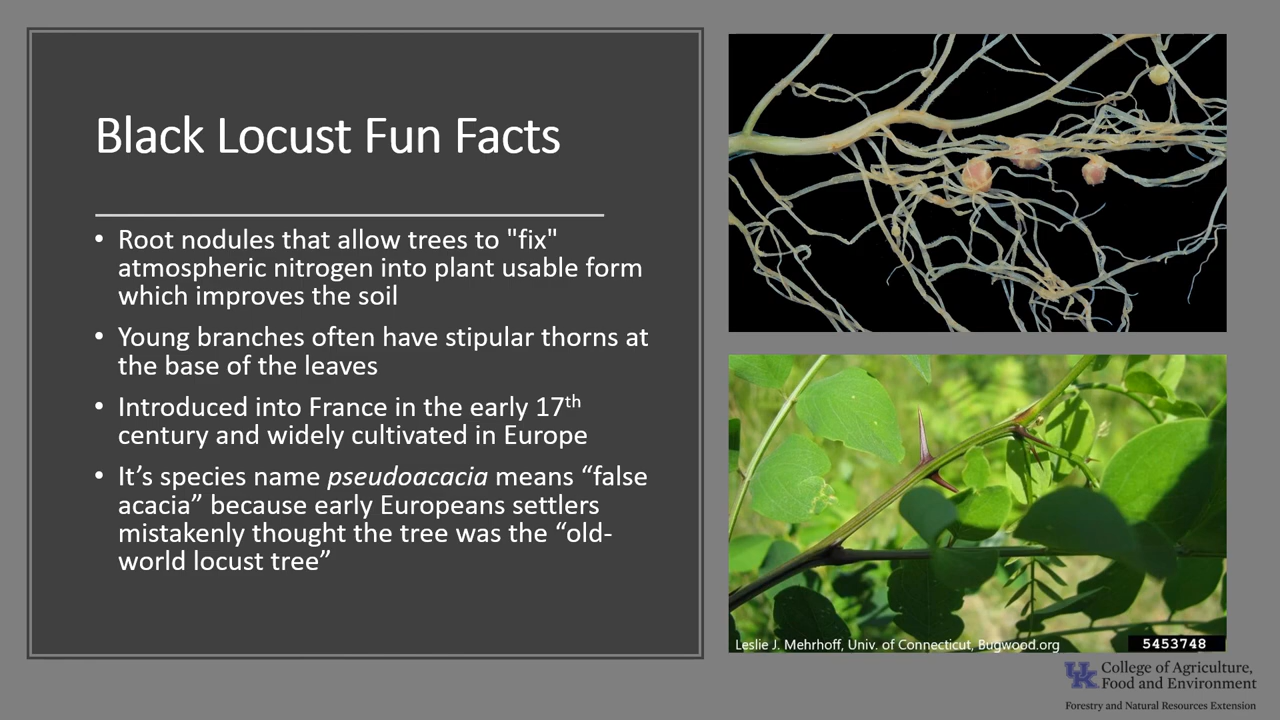 Black Locust Fun Facts
• Root nodules that allow trees to "fix"
atmospheric nitrogen into plant usable form
which improves the soil
• Young branches often have stipular thorns at
the base of the leaves
• Introduced into France in the early 17th
century and widely cultivated in Europe
• It’s species name pseudoacacia means “false
acacia” because early Europeans settlers
mistakenly thought the tree was the “old-
world locust tree”
Leslie J. Mehrhoff, Univ. of Connecticut, Bugwood.org
5453748
UK College of Agriculture,
Food and Environment
Forestry and Natural Resources Extension